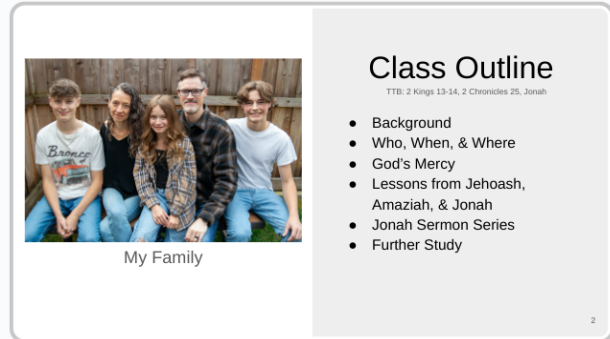 Bronco
My Family
Class Outline
TTB: 2 Kings 13-14, 2 Chronicles 25, Jonah
● Background
● Who, When, & Where
● God's Mercy
● Lessons from Jehoash,
Amaziah, & Jonah
● Jonah Sermon Series
● Further Study
2